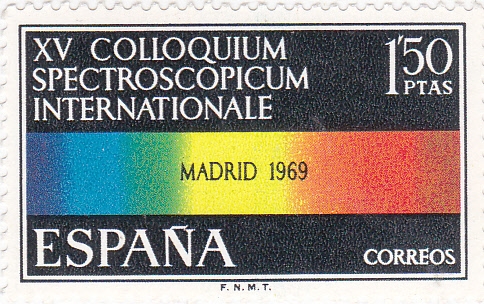 XV COLLOQUIUM
SPECTROSCOPICUM
INTERNATIONALE
1'50
PTAS
MADRID 1969
ESPAÑA
CORREOS
F.N.M.T.